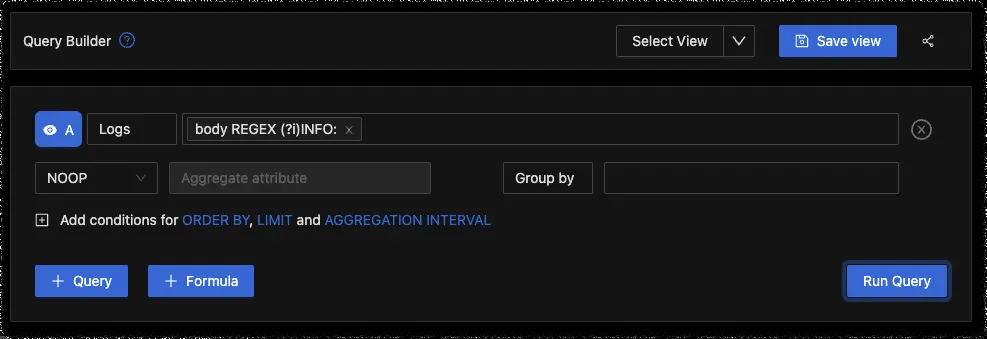 Query Builder ? Select View Save view
A Logs body REGEX (?i)INFO: x
NOOP Aggregate attribute Group by
Add conditions for ORDER BY, LIMIT and AGGREGATION INTERVAL
+ Query + Formula Run Query